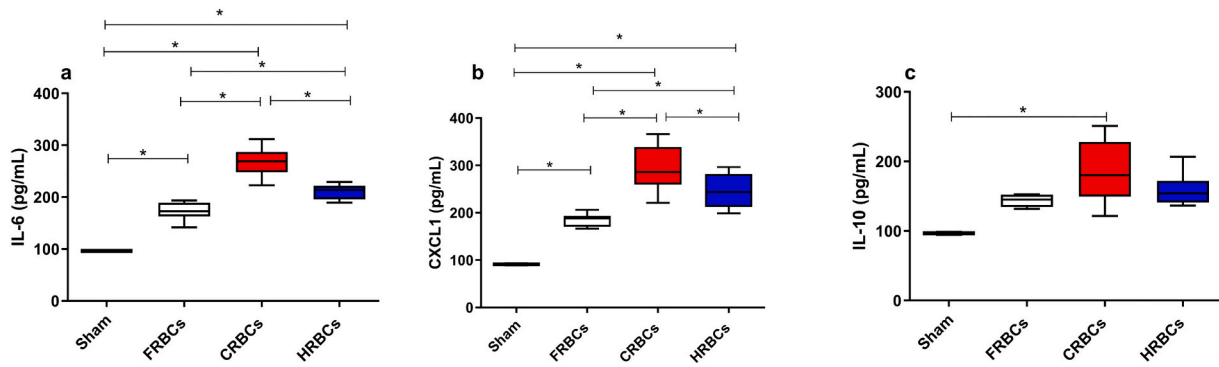 a
*
*
*
*
*
*
IL-6 (pg/mL)
400
300
200
100
0
Sham
FRBCs
CRBCs
HRBCs
b
*
*
*
*
*
*
CXCL1 (pg/mL)
400
300
200
100
0
Sham
FRBCs
CRBCs
HRBCs
c
*
IL-10 (pg/mL)
300
200
100
0
Sham
FRBCs
CRBCs
HRBCs